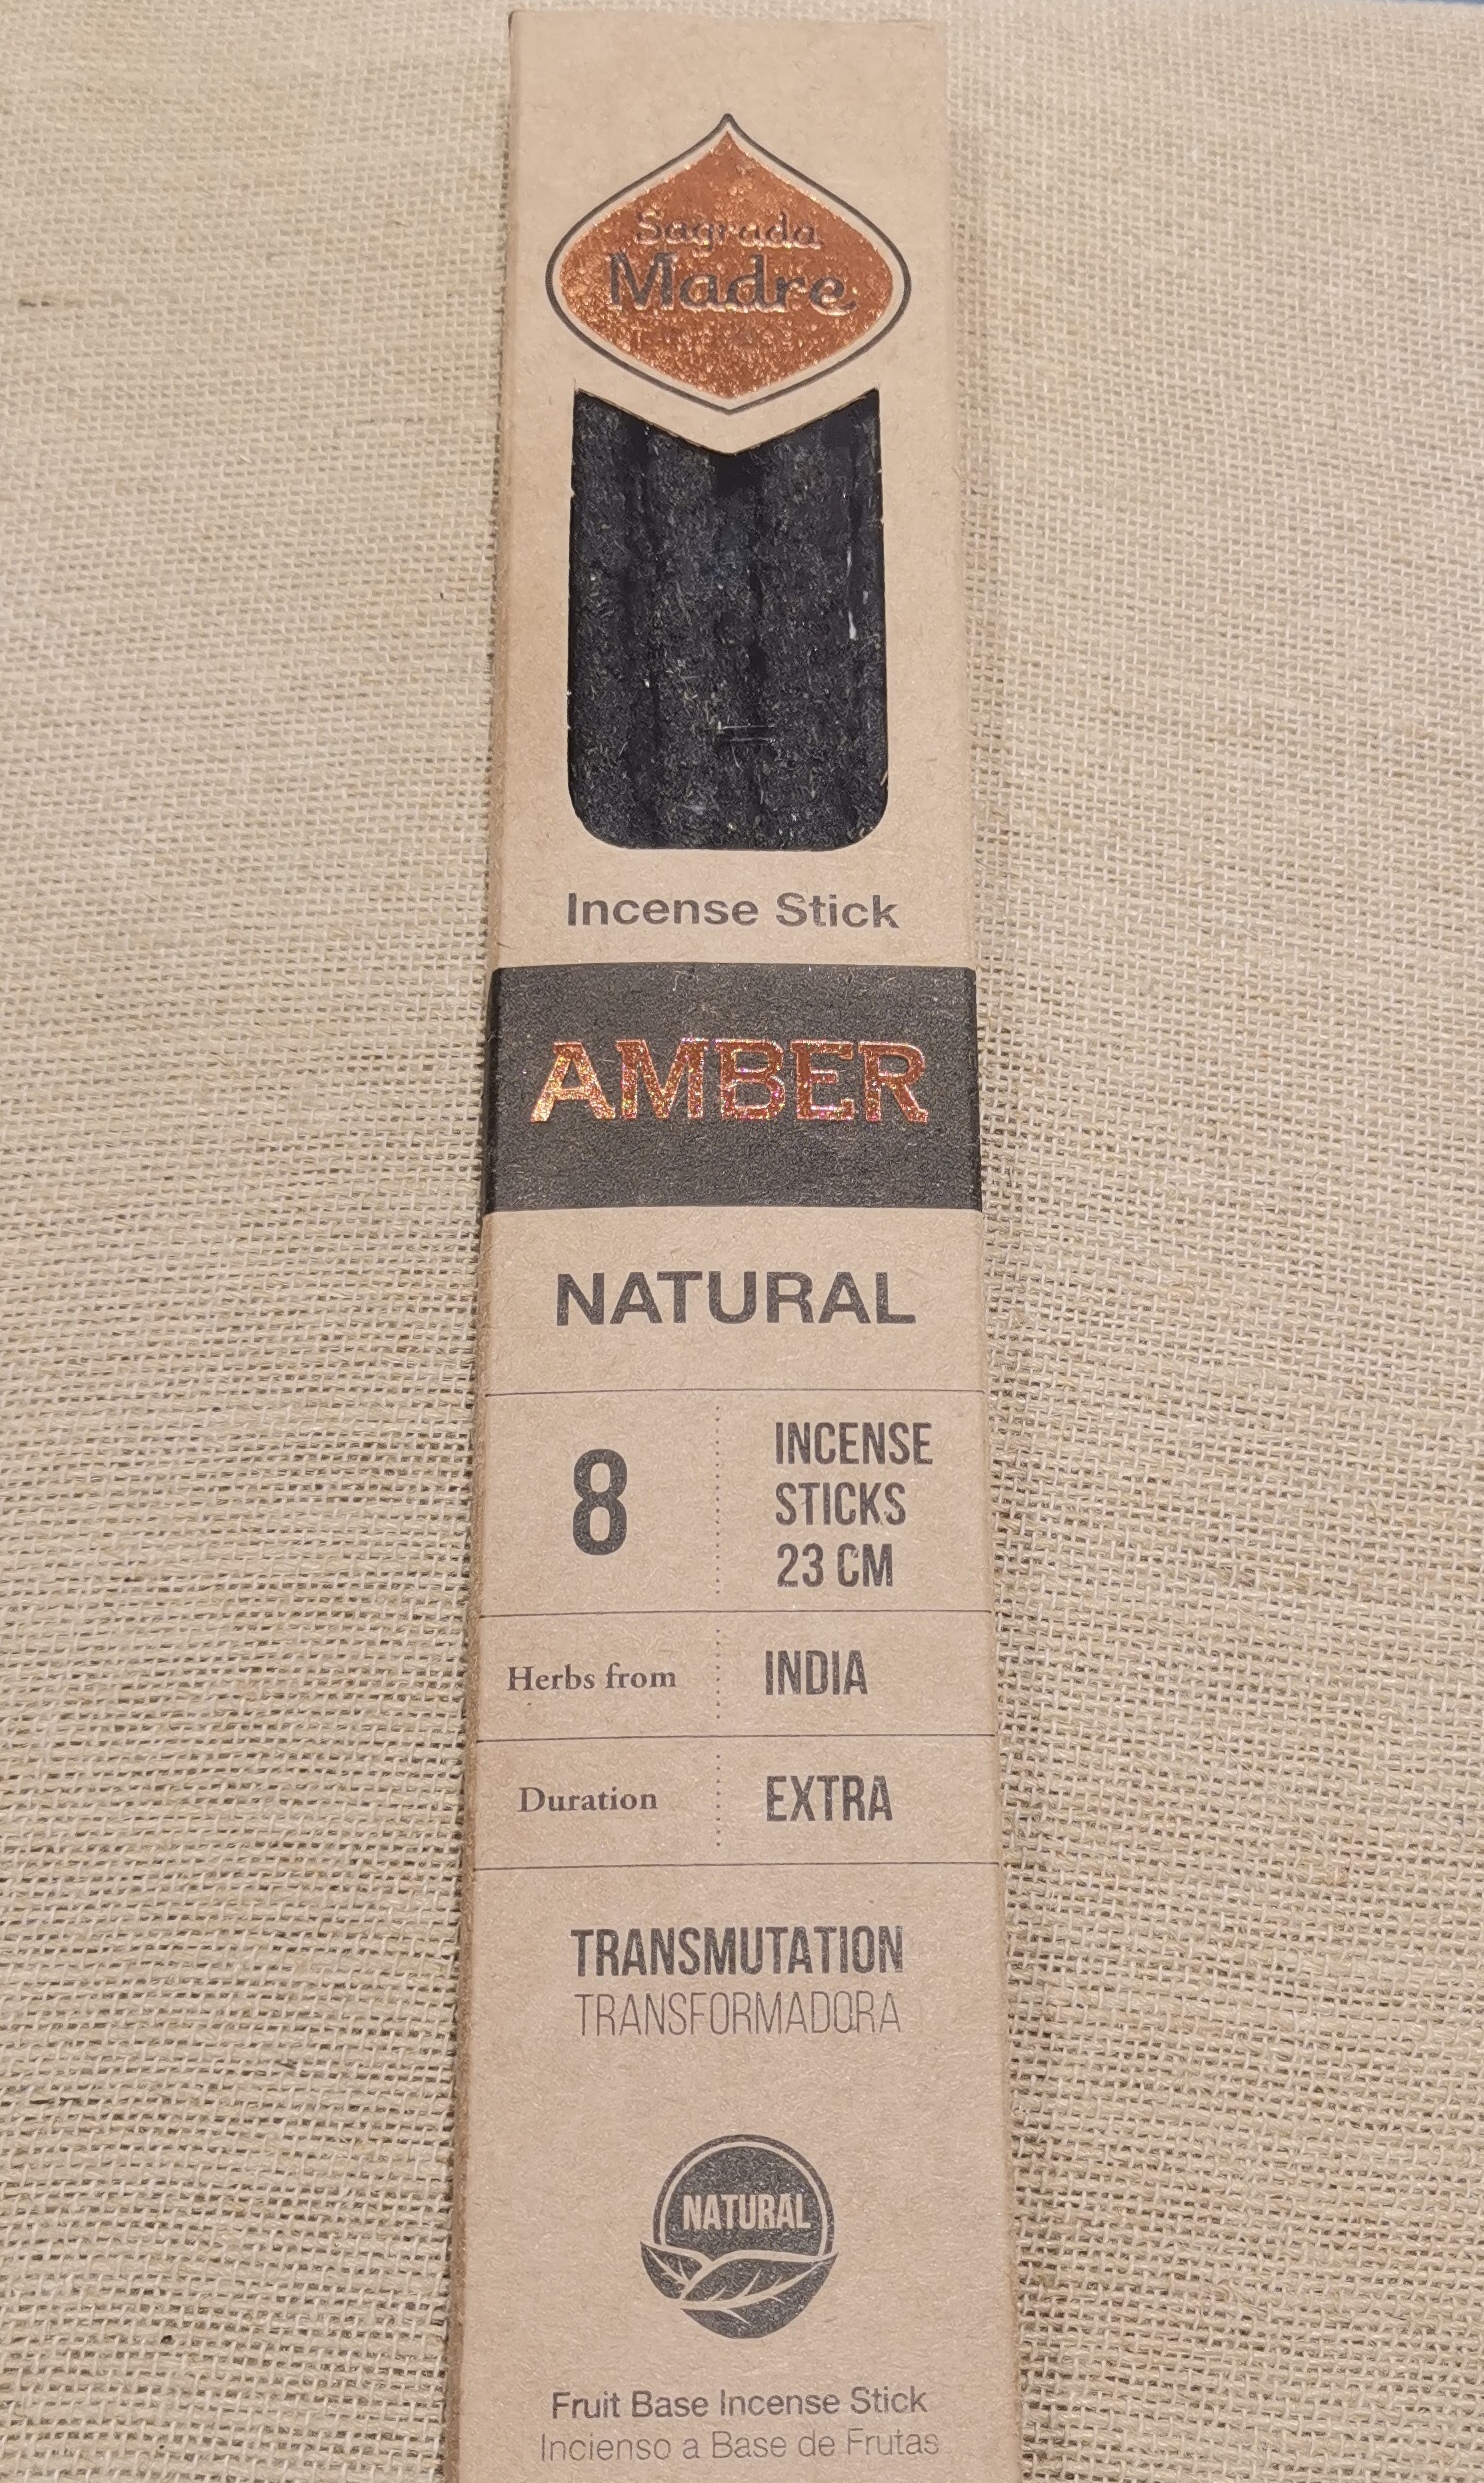 Sagrada
Madre
Incense Stick
AMBER
NATURAL
8
INCENSE
STICKS
23 CM
Herbs from
INDIA
Duration
EXTRA
TRANSMUTATION
TRANSFORMADORA
NATURAL
Fruit Base Incense Stick
Incienso a Base de Frutas